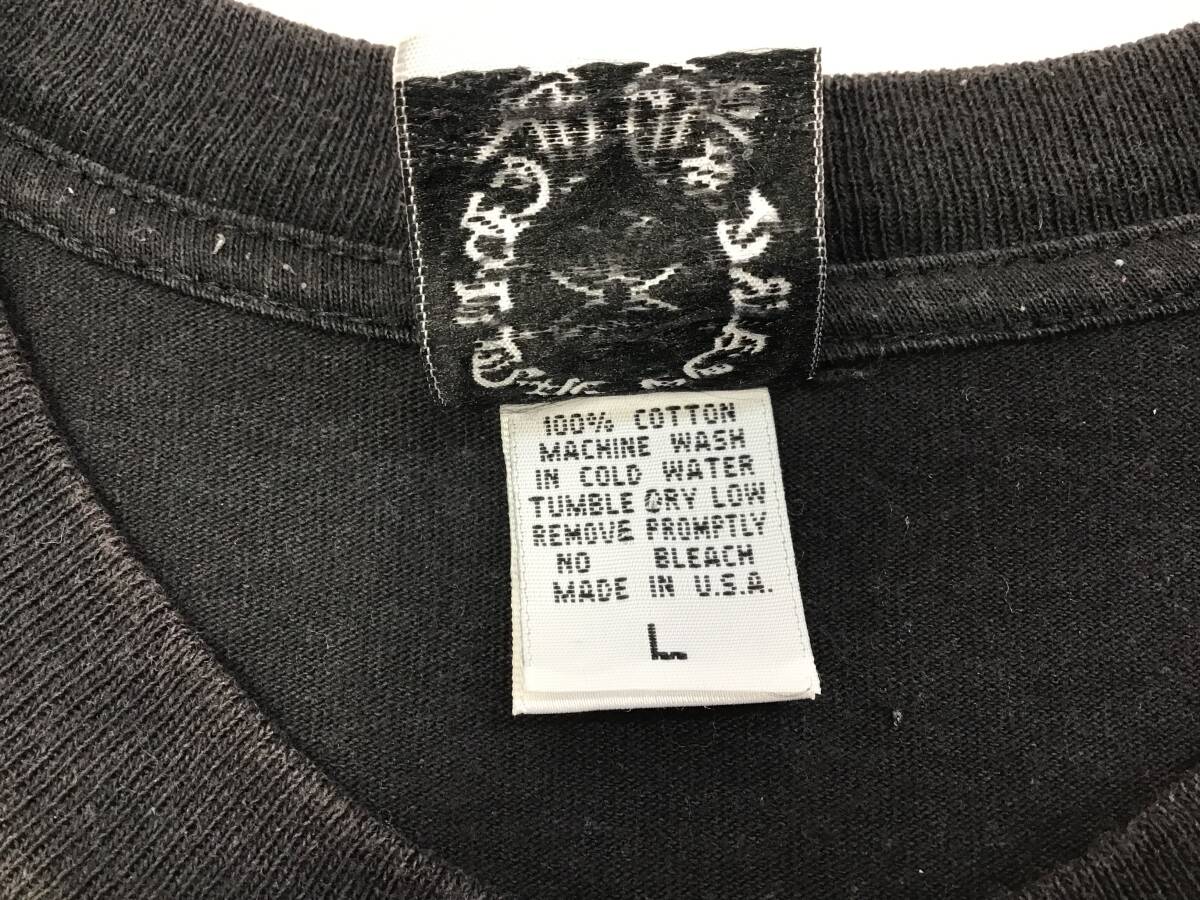 100% COTTON
MACHINE WASH
IN COLD WATER
TUMBLE DRY LOW
REMOVE PROMPTLY
NO BLEACH
MADE IN U.S.A.
L